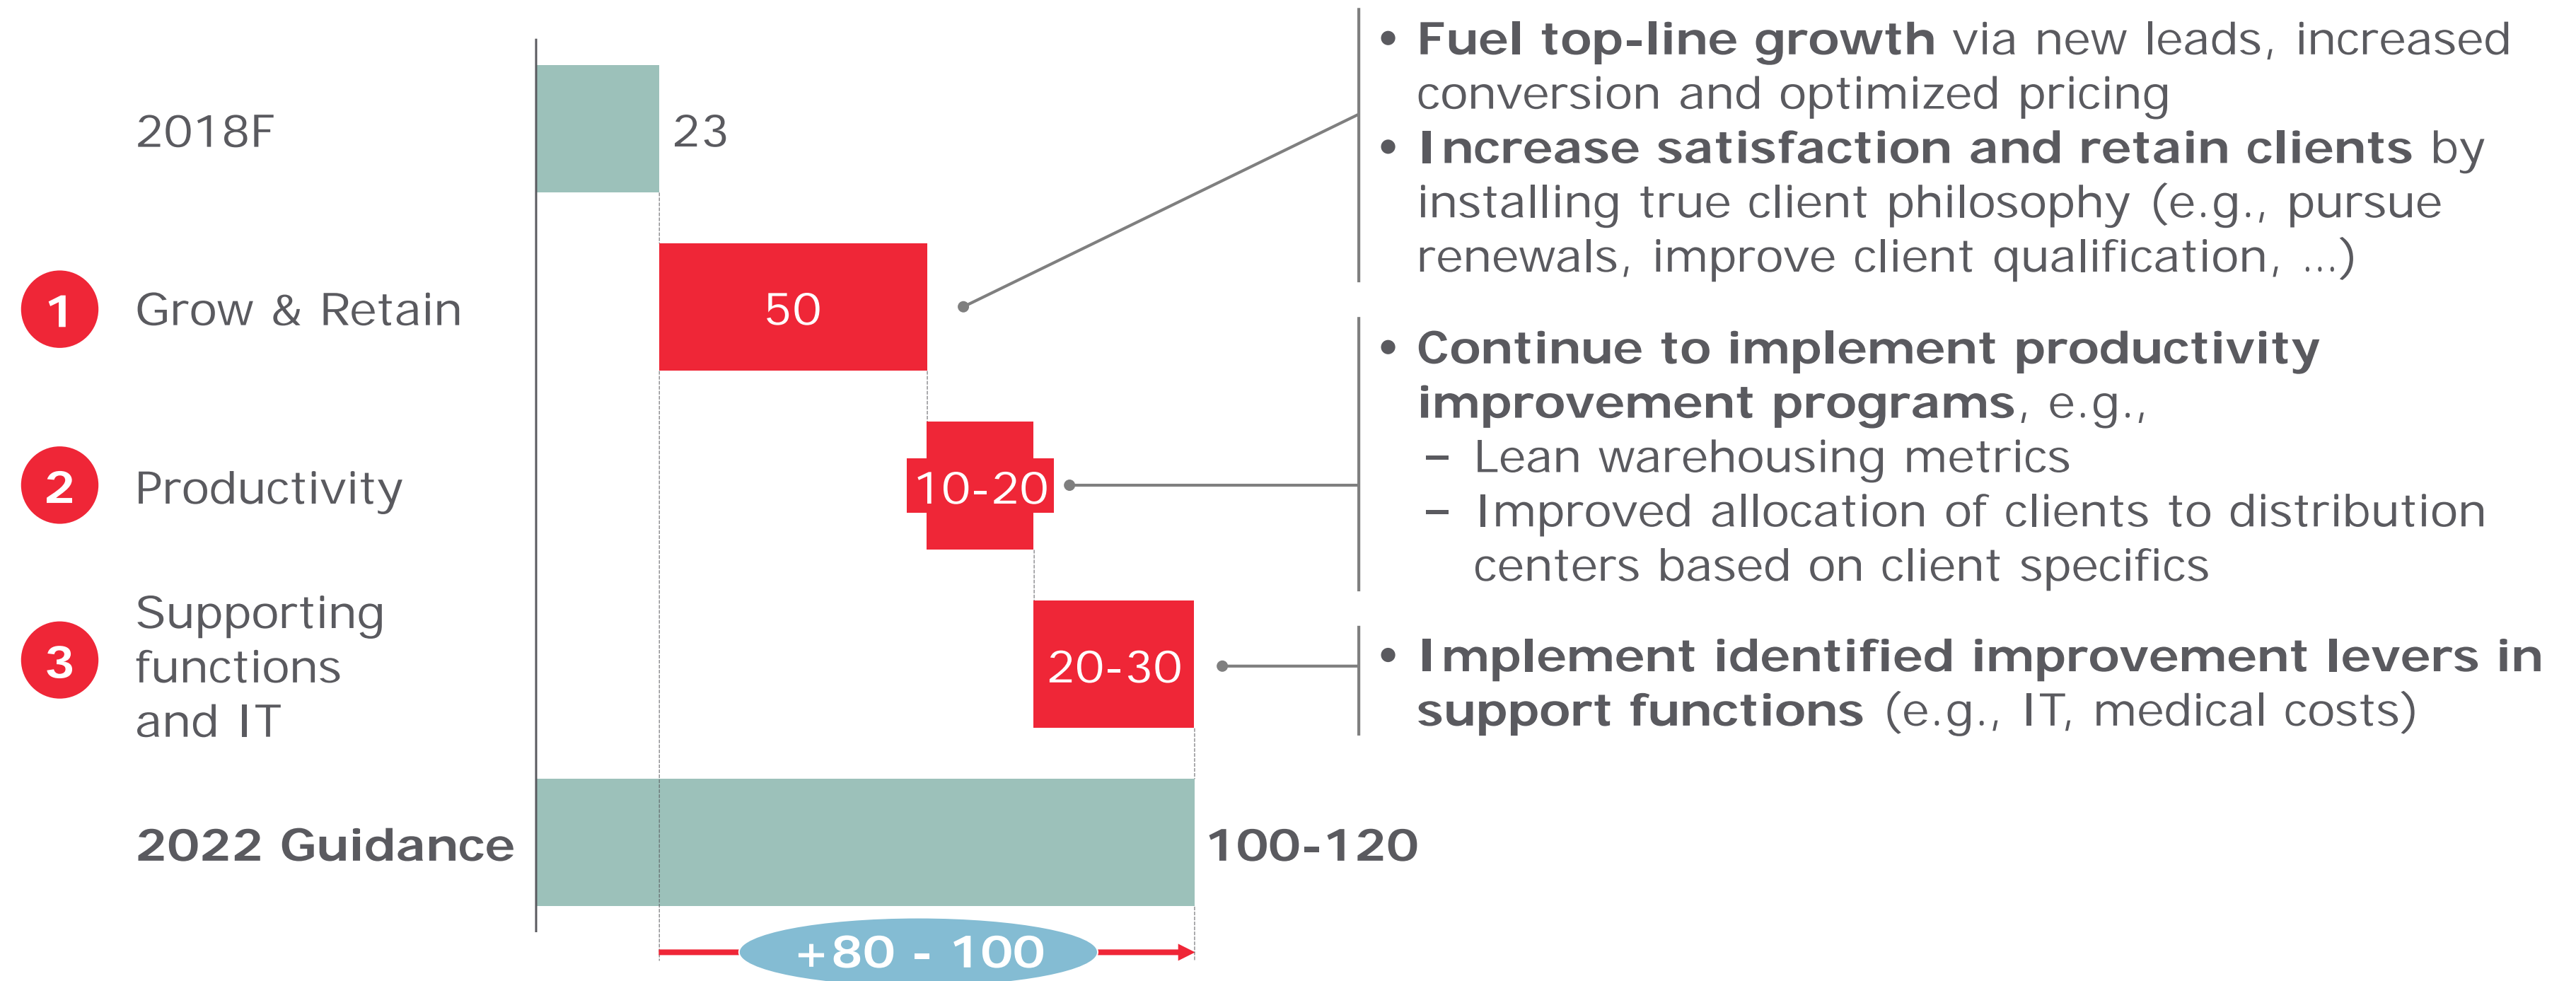 2018F
23
1
Grow & Retain
50
2
Productivity
10-20
3
Supporting
functions
and IT
20-30
2022 Guidance
100-120
+80 - 100
• Fuel top-line growth via new leads, increased
conversion and optimized pricing
• Increase satisfaction and retain clients by
installing true client philosophy (e.g., pursue
renewals, improve client qualification, …)
• Continue to implement productivity
improvement programs, e.g.,
– Lean warehousing metrics
– Improved allocation of clients to distribution
centers based on client specifics
• Implement identified improvement levers in
support functions (e.g., IT, medical costs)